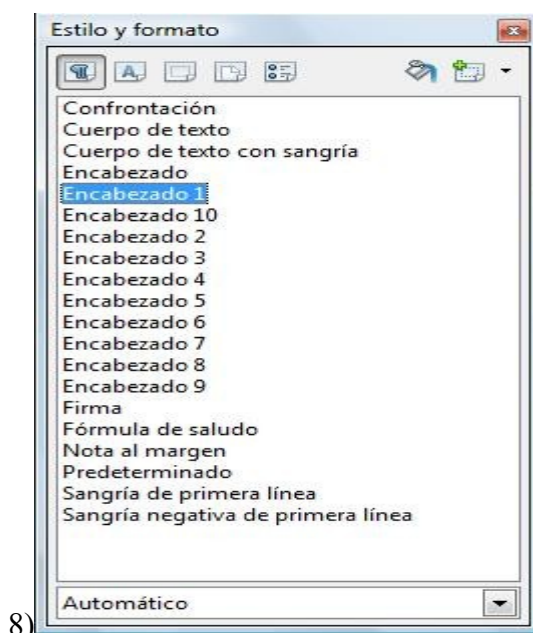 Estilo y formato
Confrontación
Cuerpo de texto
Cuerpo de texto con sangría
Encabezado
Encabezado 1
Encabezado 10
Encabezado 2
Encabezado 3
Encabezado 4
Encabezado 5
Encabezado 6
Encabezado 7
Encabezado 8
Encabezado 9
Firma
Fórmula de saludo
Nota al margen
Predeterminado
Sangría de primera línea
Sangría negativa de primera línea
Automático
8)